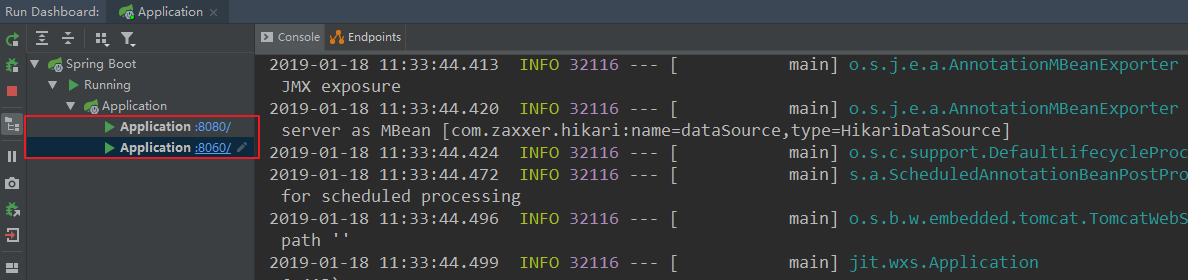 Run Dashboard: Application
Console Endpoints
Spring Boot
Running
Application
Application :8080/
Application :8060/
2019-01-18 11:33:44.413 INFO 32116 --- [ main] o.s.j.e.a.AnnotationMBeanExporter
JMX exposure
2019-01-18 11:33:44.420 INFO 32116 --- [ main] o.s.j.e.a.AnnotationMBeanExporter
server as MBean [com.zaxxer.hikari:name=dataSource,type=HikariDataSource]
2019-01-18 11:33:44.424 INFO 32116 --- [ main] o.s.c.support.DefaultLifecycleProc
2019-01-18 11:33:44.472 INFO 32116 --- [ main] s.a.ScheduledAnnotationBeanPostPro
for scheduled processing
2019-01-18 11:33:44.496 INFO 32116 --- [ main] o.s.b.w.embedded.tomcat.TomcatWebS
path ''
2019-01-18 11:33:44.499 INFO 32116 --- [ main] jit.wxs.Application